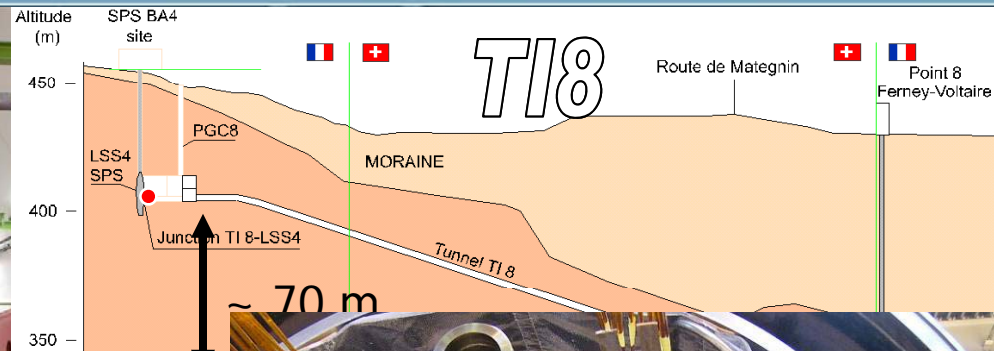 Altitude
(m)
SPS BA4
site
TI8
Route de Mategnin
Point 8
Ferney-Voltaire
450
PGC8
LSS4
SPS
MORAINE
400
Junction TI 8-LSS4
Tunnel TI 8
~ 70 m
350